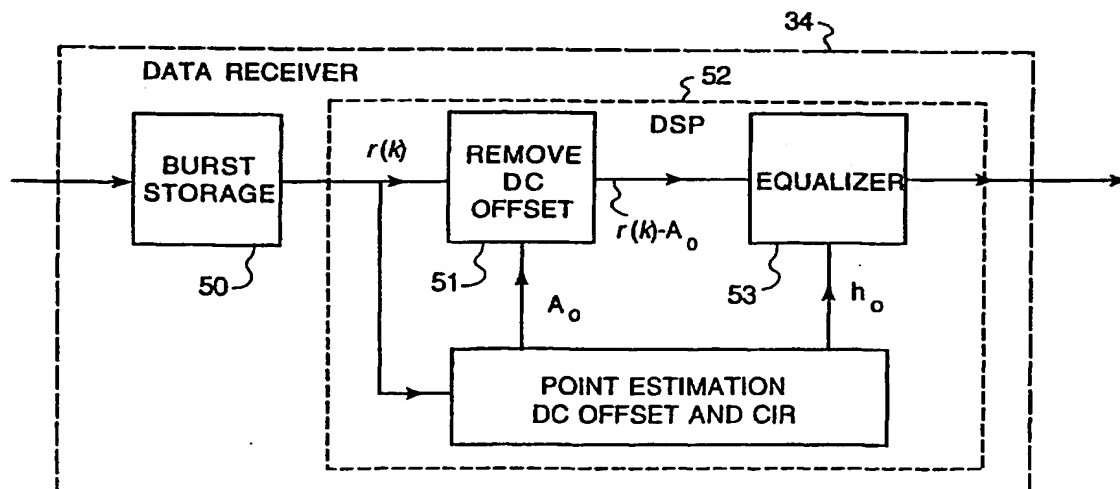 34
DATA RECEIVER
52
DSP
BURST
STORAGE
r(k)
REMOVE
DC
OFFSET
EQUALIZER
r(k)-A₀
50
51
53
A₀
h₀
POINT ESTIMATION
DC OFFSET AND CIR